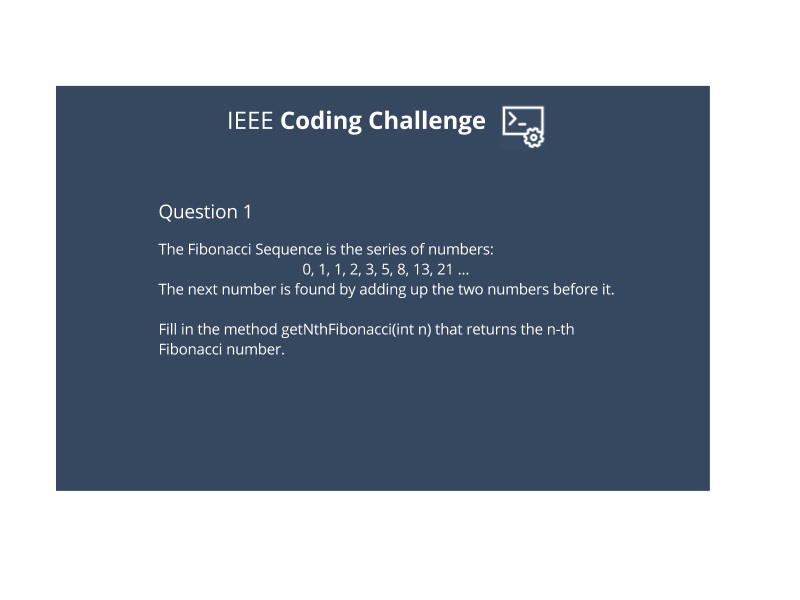 IEEE Coding Challenge
Question 1
The Fibonacci Sequence is the series of numbers:
0, 1, 1, 2, 3, 5, 8, 13, 21 ...
The next number is found by adding up the two numbers before it.
Fill in the method getNthFibonacci(int n) that returns the n-th
Fibonacci number.